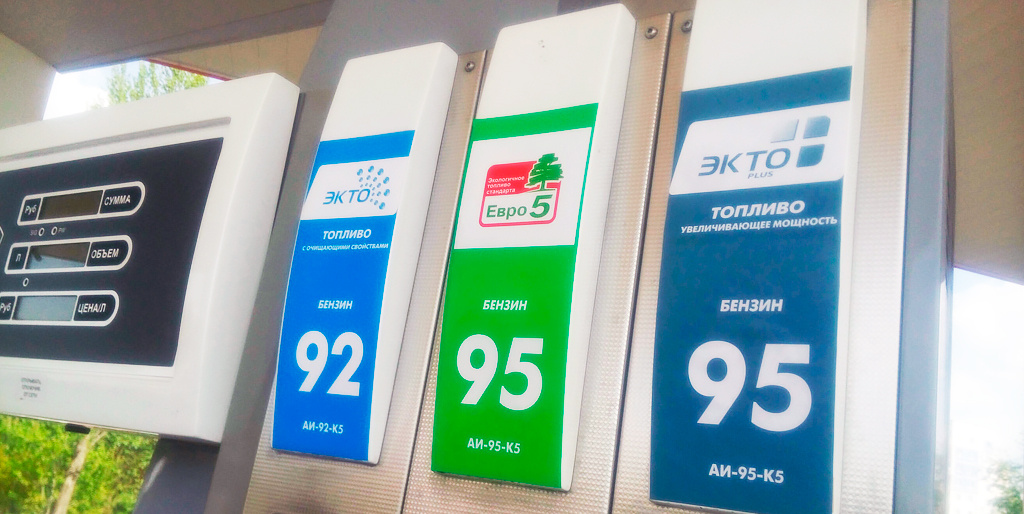 Руб
СУММА
Л
ОБЪЕМ
Руб
ЦЕНА/Л
ЭКТО
ТОПЛИВО
С ОЧИЩАЮЩИМИ СВОЙСТВАМИ
БЕНЗИН
92
АИ-92-К5
Экологичное
топливо
стандарта
Евро 5
БЕНЗИН
95
АИ-95-К5
ЭКТО
PLUS
ТОПЛИВО
УВЕЛИЧИВАЮЩЕЕ МОЩНОСТЬ
БЕНЗИН
95
АИ-95-К5